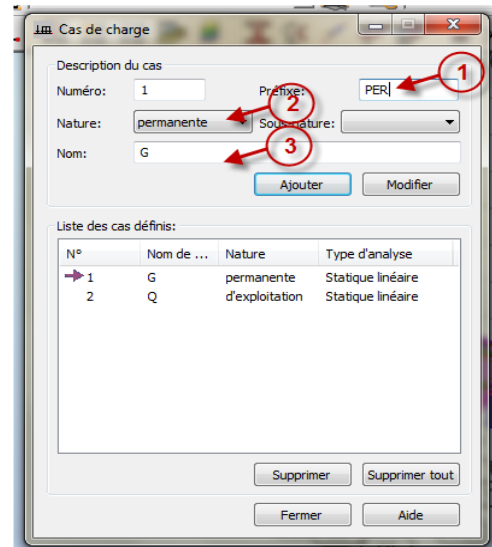 Cas de charge
Description du cas
Numéro: 1 Préfixe: PER
1
Nature: permanente Sous-nature:
2
Nom: G
3
Ajouter Modifier
Liste des cas définis:
N° Nom de ... Nature Type d'analyse
1 G permanente Statique linéaire
2 Q d'exploitation Statique linéaire
Supprimer Supprimer tout
Fermer Aide